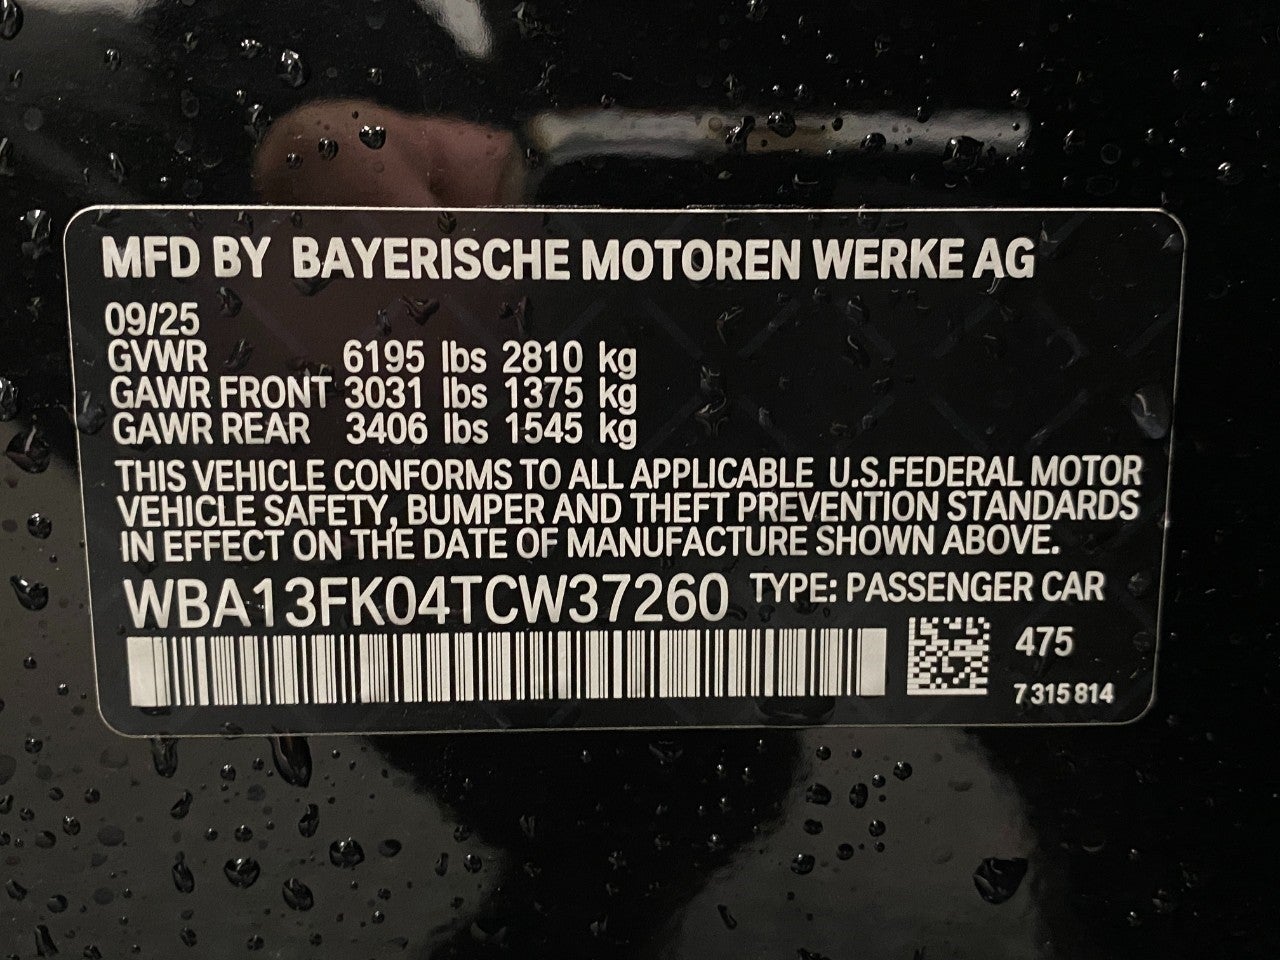 MFD BY BAYERISCHE MOTOREN WERKE AG
09/25
GVWR 6195 lbs 2810 kg
GAWR FRONT 3031 lbs 1375 kg
GAWR REAR 3406 lbs 1545 kg
THIS VEHICLE CONFORMS TO ALL APPLICABLE U.S.FEDERAL MOTOR
VEHICLE SAFETY, BUMPER AND THEFT PREVENTION STANDARDS
IN EFFECT ON THE DATE OF MANUFACTURE SHOWN ABOVE.
WBA13FK04TCW37260 TYPE: PASSENGER CAR
475
7 315 814